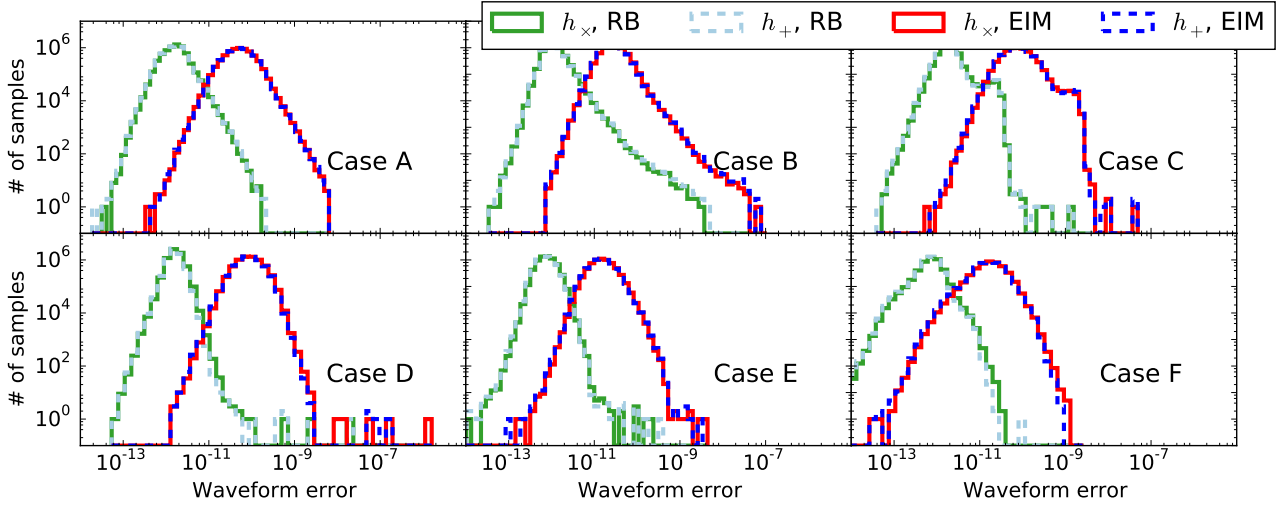 h×, RB h+, RB h×, EIM h+, EIM
# of samples
10^6
10^4
10^2
10^0
Case A
Case B
Case C
# of samples
10^6
10^4
10^2
10^0
Case D
Case E
Case F
10^-13 10^-11 10^-9 10^-7 10^-13 10^-11 10^-9 10^-7 10^-13 10^-11 10^-9 10^-7
Waveform error Waveform error Waveform error